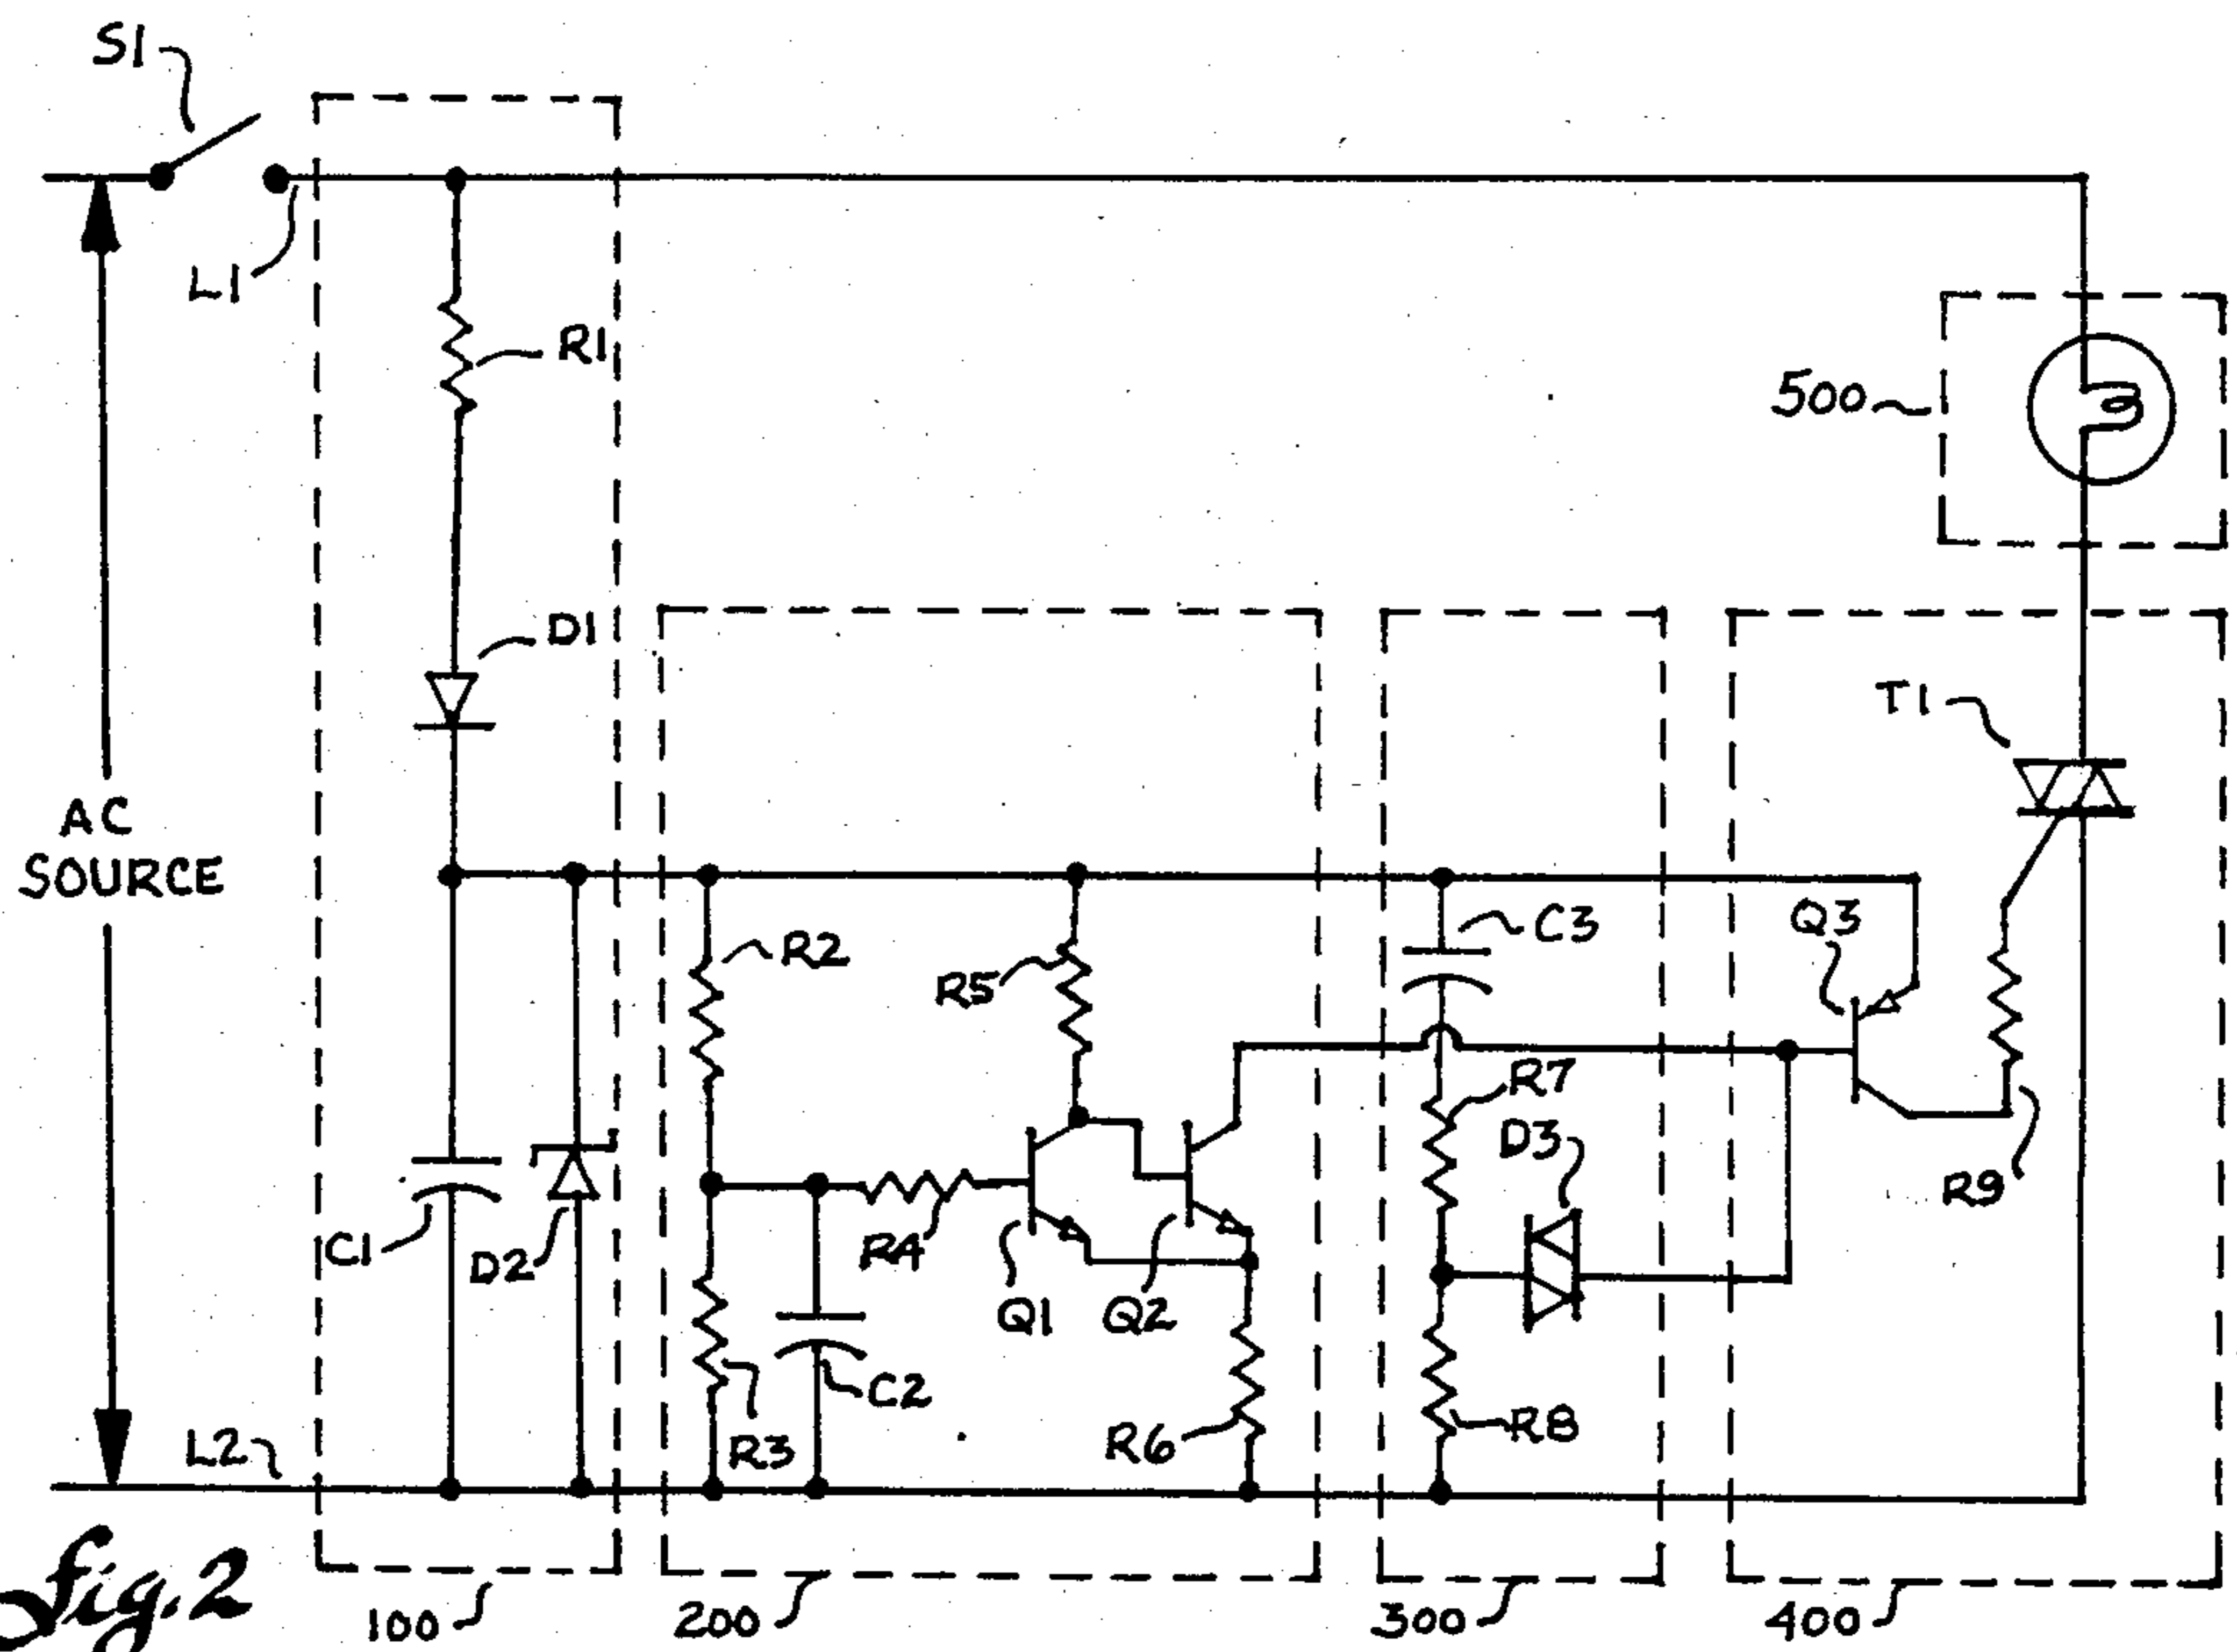 S1
L1
R1
500
D1
T1
AC
SOURCE
Q3
C3
R2
R5
R7
D3
R9
C1
D2
R4
Q1
Q2
C2
R8
L2
R3
R6
Fig. 2
100
200
300
400